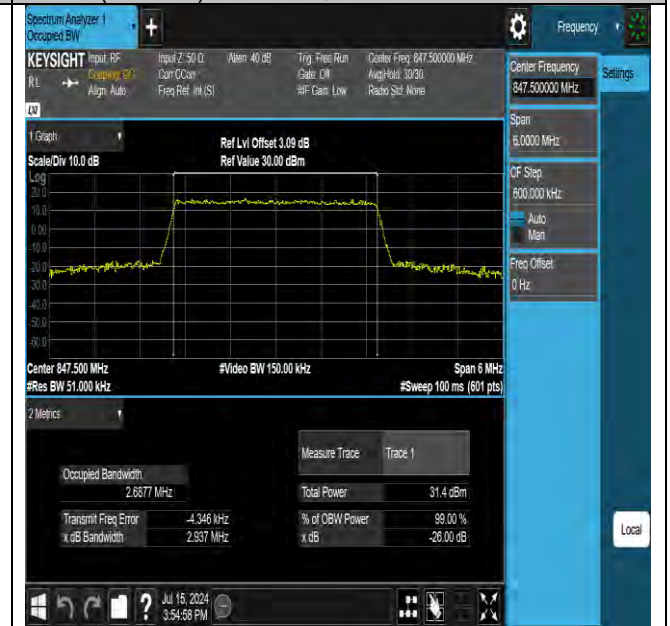 Spectrum Analyzer 1
Occupied BW
+
Frequency
KEYSIGHT Input: RF
RL
Coupling: DC
Align: Auto
Input Z: 50 Ω
Corr CCorr
Freq Ref: Int (S)
Atten: 40 dB
Trig: Free Run
Gate: Off
#IF Gain: Low
Center Freq: 847.500000 MHz
Avg|Hold: 30/30
Radio Std: None
LXI
Center Frequency
847.500000 MHz
Settings
Span
6.0000 MHz
CF Step
600.000 kHz
Auto
Man
Freq Offset
0 Hz
1 Graph
Scale/Div 10.0 dB
Ref Lvl Offset 3.09 dB
Ref Value 30.00 dBm
Log
20.0
10.0
0.00
-10.0
-20.0
-30.0
-40.0
-50.0
-60.0
Center 847.500 MHz
#Video BW 150.00 kHz
Span 6 MHz
#Res BW 51.000 kHz
#Sweep 100 ms (601 pts)
2 Metrics
Measure Trace Trace 1
Occupied Bandwidth
2.6877 MHz
Total Power 31.4 dBm
Transmit Freq Error -4.346 kHz
% of OBW Power 99.00 %
x dB Bandwidth 2.937 MHz
x dB -26.00 dB
Local
?
Jul 15, 2024
3:54:58 PM